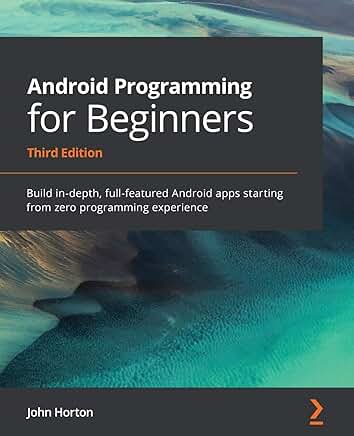 Android Programming
for Beginners
Third Edition
Build in-depth, full-featured Android apps starting
from zero programming experience
John Horton